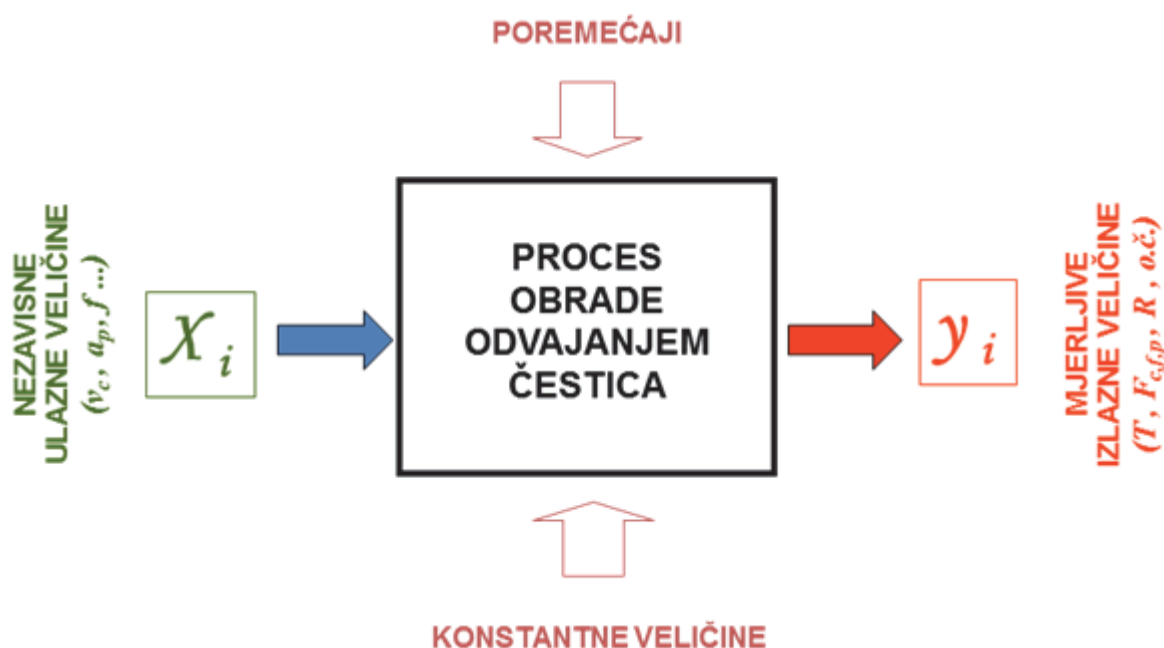 POREMEĆAJI
NEZAVISNE
ULAZNE VELIČINE
(v_c, a_p, f ...)
X_i
PROCES
OBRADE
ODVAJANJEM
ČESTICA
y_i
MJERLJIVE
IZLAZNE VELIČINE
(T, F_c,f,p, R, o.č.)
KONSTANTNE VELIČINE